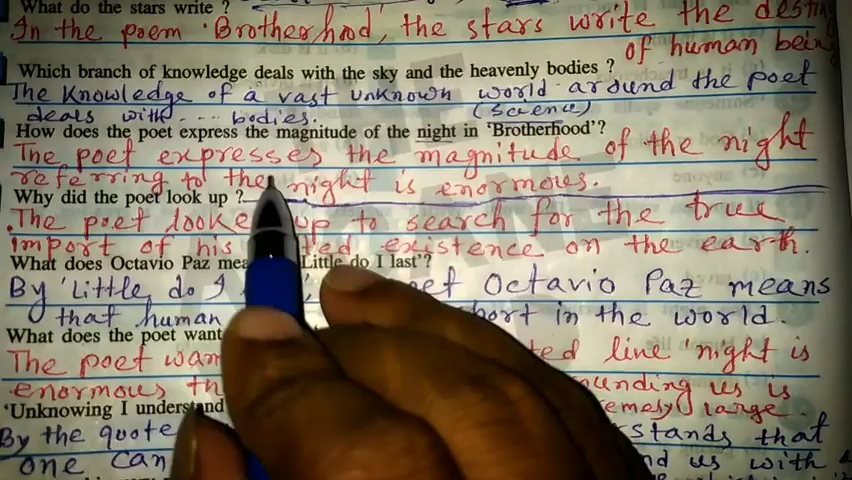 What do the stars write ?
In the poem 'Brotherhood', the stars write the destiny
of human being
Which branch of knowledge deals with the sky and the heavenly bodies ?
The Knowledge of a vast unknown world around the poet
deals with ... bodies. (Science)
How does the poet express the magnitude of the night in 'Brotherhood'?
The poet expresses the magnitude of the night
referring to the night is enormous.
Why did the poet look up ?
The poet looke up to search for the true
import of his ted existence on the earth.
What does Octavio Paz mea Little do I last'?
By 'Little do I et Octavio Paz means
that human short in the world.
What does the poet want
The poet wan ted line 'night is
enormous th unding us is
emely large.
'Unknowing I understand
By the quote stands that
one can nd us with a